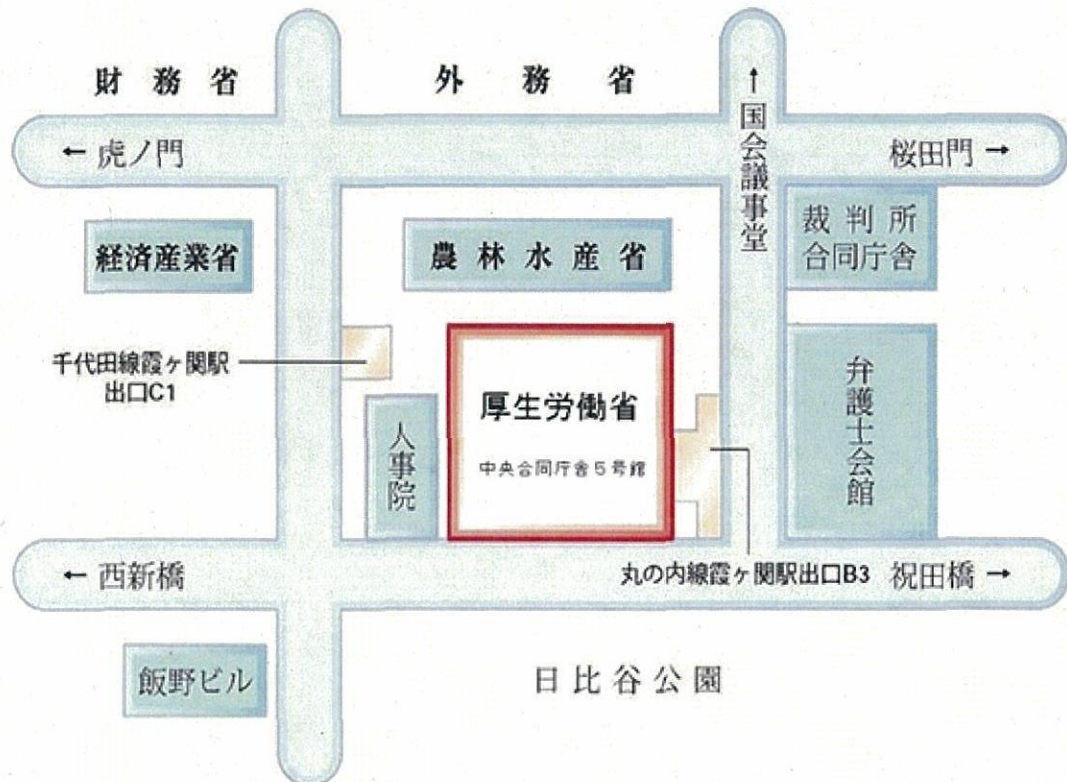 財務省
外務省
↑国会議事堂
←虎ノ門
桜田門→
経済産業省
農林水産省
裁判所
合同庁舎
千代田線霞ヶ関駅
出口C1
人事院
厚生労働省
中央合同庁舎5号館
弁護士会館
←西新橋
丸の内線霞ヶ関駅出口B3
祝田橋→
飯野ビル
日比谷公園